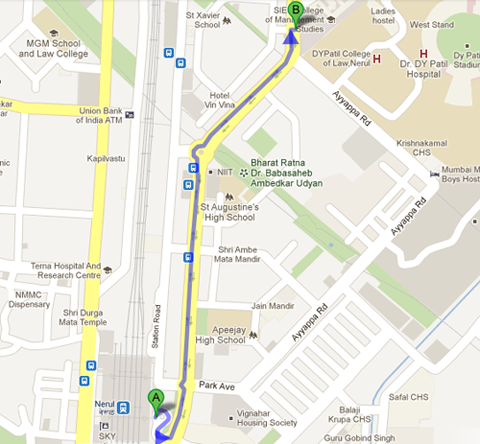 St Xavier
School
SIES College
of Management
Studies
B
Ladies
hostel
West Stand
MGM School
and Law College
DYPatil College
of Law,Nerul
H
H
Dr. DY Patil
Hospital
Dy Patil
Hotel
Vin Vina
Union Bank
of India ATM
Ayyappa Rd
Krishnakamal
CHS
Kapilvastu
NIIT
Bharat Ratna
Dr. Babasaheb
Ambedkar Udyan
Mumbai
Boys Host
St Augustine's
High School
Ayyappa Rd
Shri Ambe
Mata Mandir
Terna Hospital And
Research Centre
NMMC
Dispensary
Shri Durga
Mata Temple
Station Road
Jain Mandir
Apeejay
High School
Ayyappa Rd
Park Ave
A
Nerul
SKY
Vignahar
Housing Society
Balaji
Krupa CHS
Safal CHS
Guru Gobind Singh